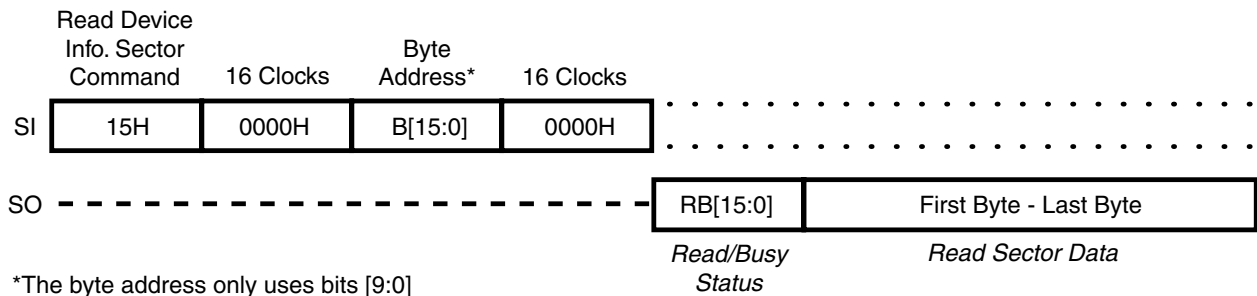 Read Device
Info. Sector
Command
16 Clocks
Byte
Address*
16 Clocks
SI
15H
0000H
B[15:0]
0000H
SO
RB[15:0]
First Byte - Last Byte
Read/Busy
Status
Read Sector Data
*The byte address only uses bits [9:0]